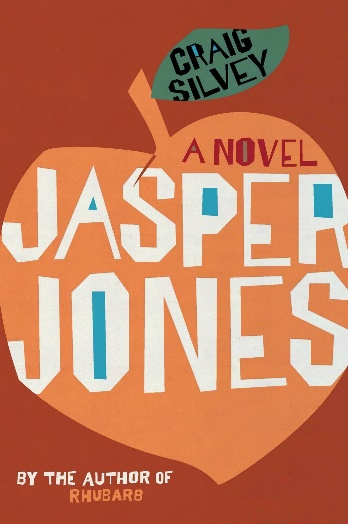 CRAIG
SILVEY
A NOVEL
JASPER
JONES
BY THE AUTHOR OF
RHUBARB